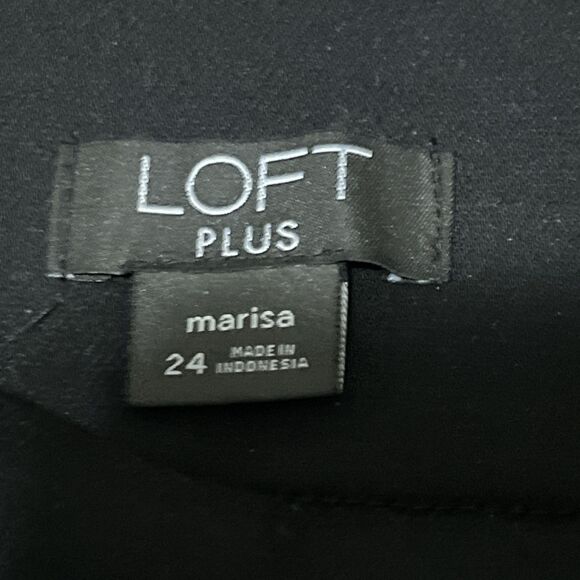 LOFT
PLUS
marisa
24 MADE IN
INDONESIA